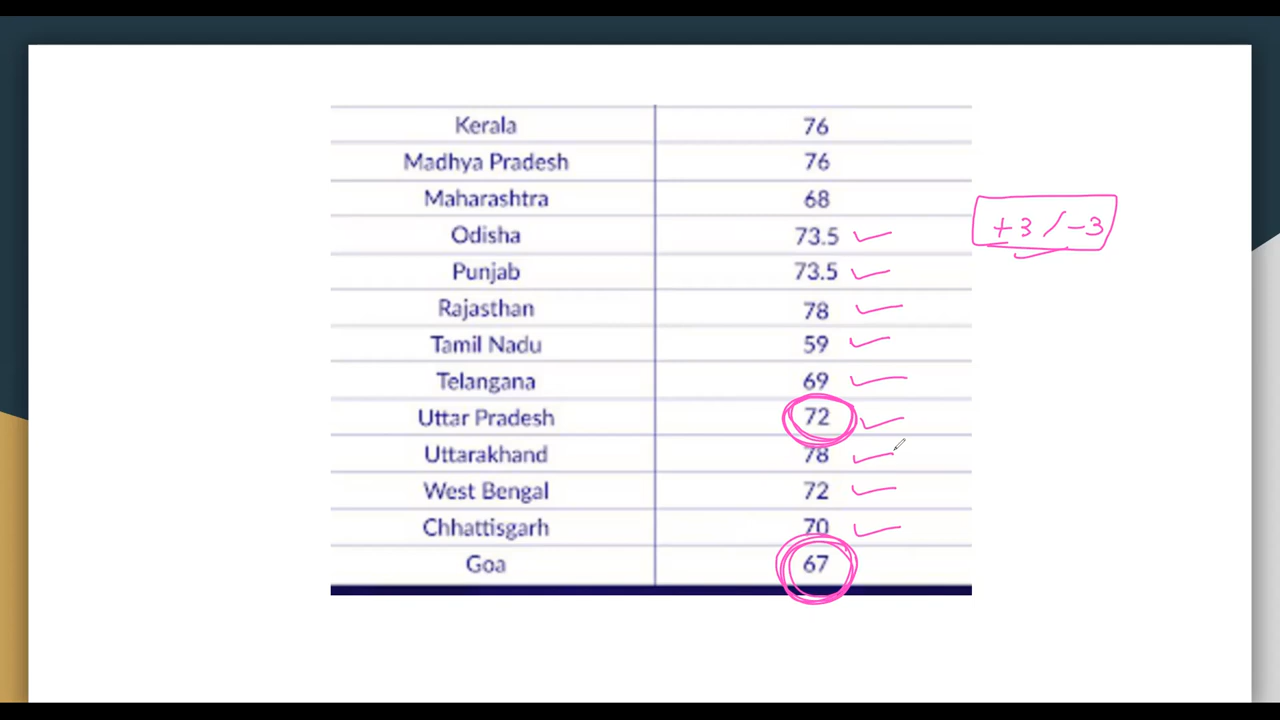 Kerala 76
Madhya Pradesh 76
Maharashtra 68
Odisha 73.5
+3 / -3
Punjab 73.5
Rajasthan 78
Tamil Nadu 59
Telangana 69
Uttar Pradesh 72
Uttarakhand 78
West Bengal 72
Chhattisgarh 70
Goa 67